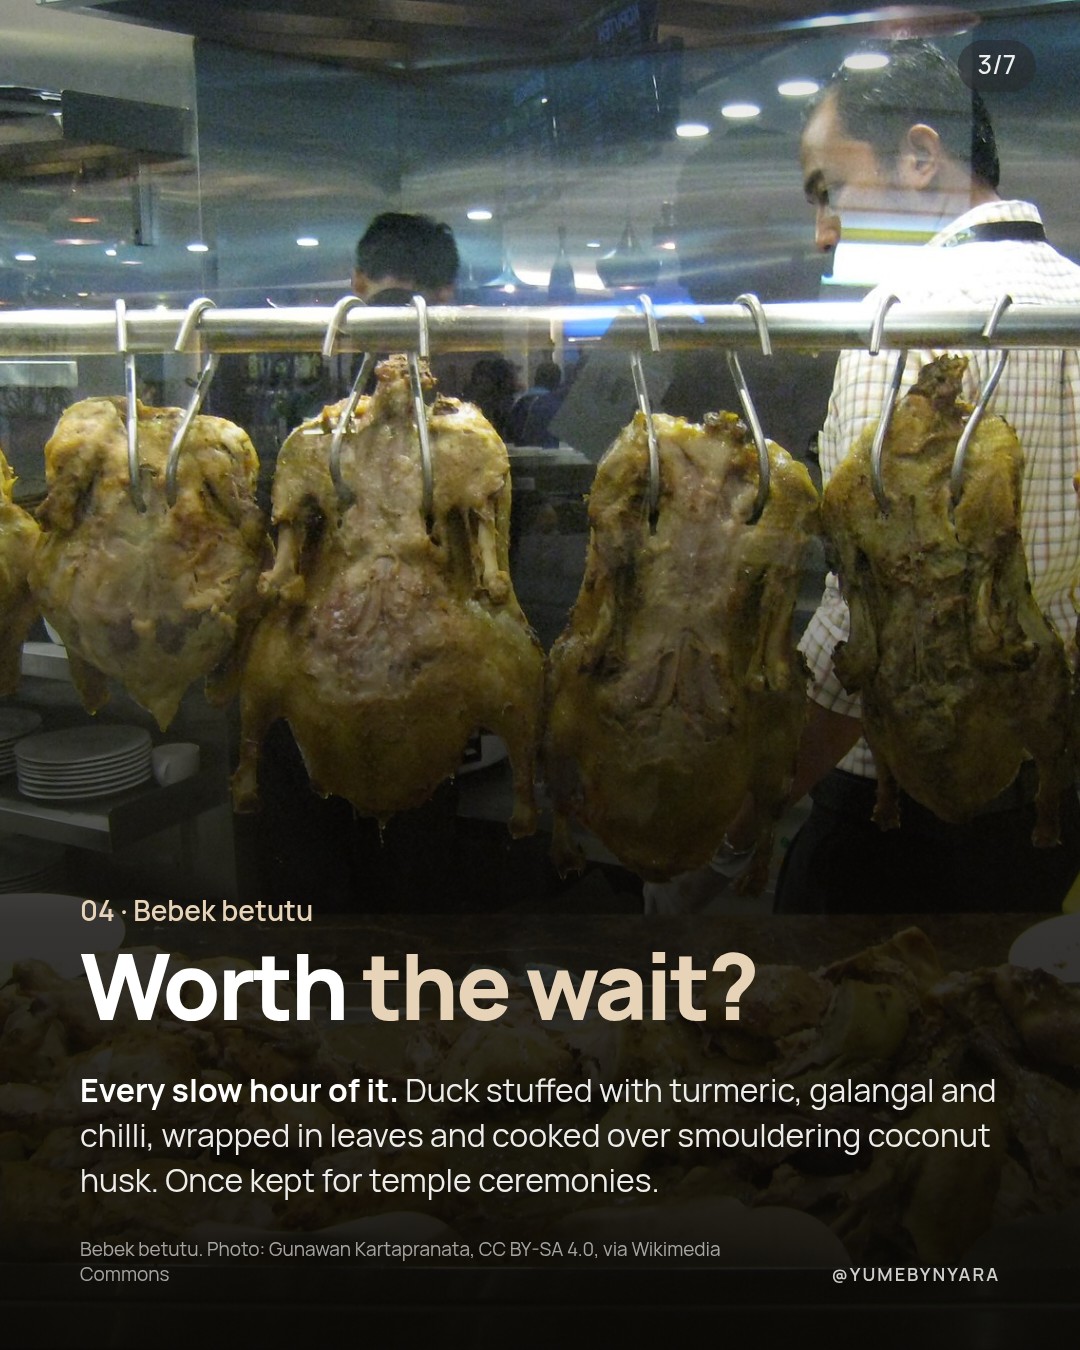 3/7
04 · Bebek betutu
Worth the wait?
Every slow hour of it. Duck stuffed with turmeric, galangal and
chilli, wrapped in leaves and cooked over smouldering coconut
husk. Once kept for temple ceremonies.
Bebek betutu. Photo: Gunawan Kartapranata, CC BY-SA 4.0, via Wikimedia
Commons
@YUMEBYNYARA